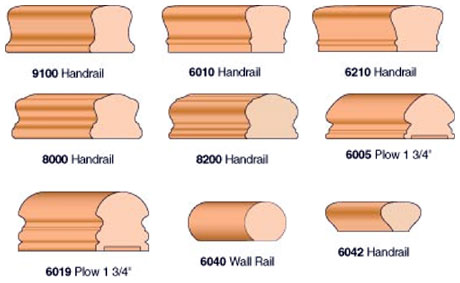 9100 Handrail
6010 Handrail
6210 Handrail
8000 Handrail
8200 Handrail
6005 Plow 1 3/4"
6019 Plow 1 3/4"
6040 Wall Rail
6042 Handrail